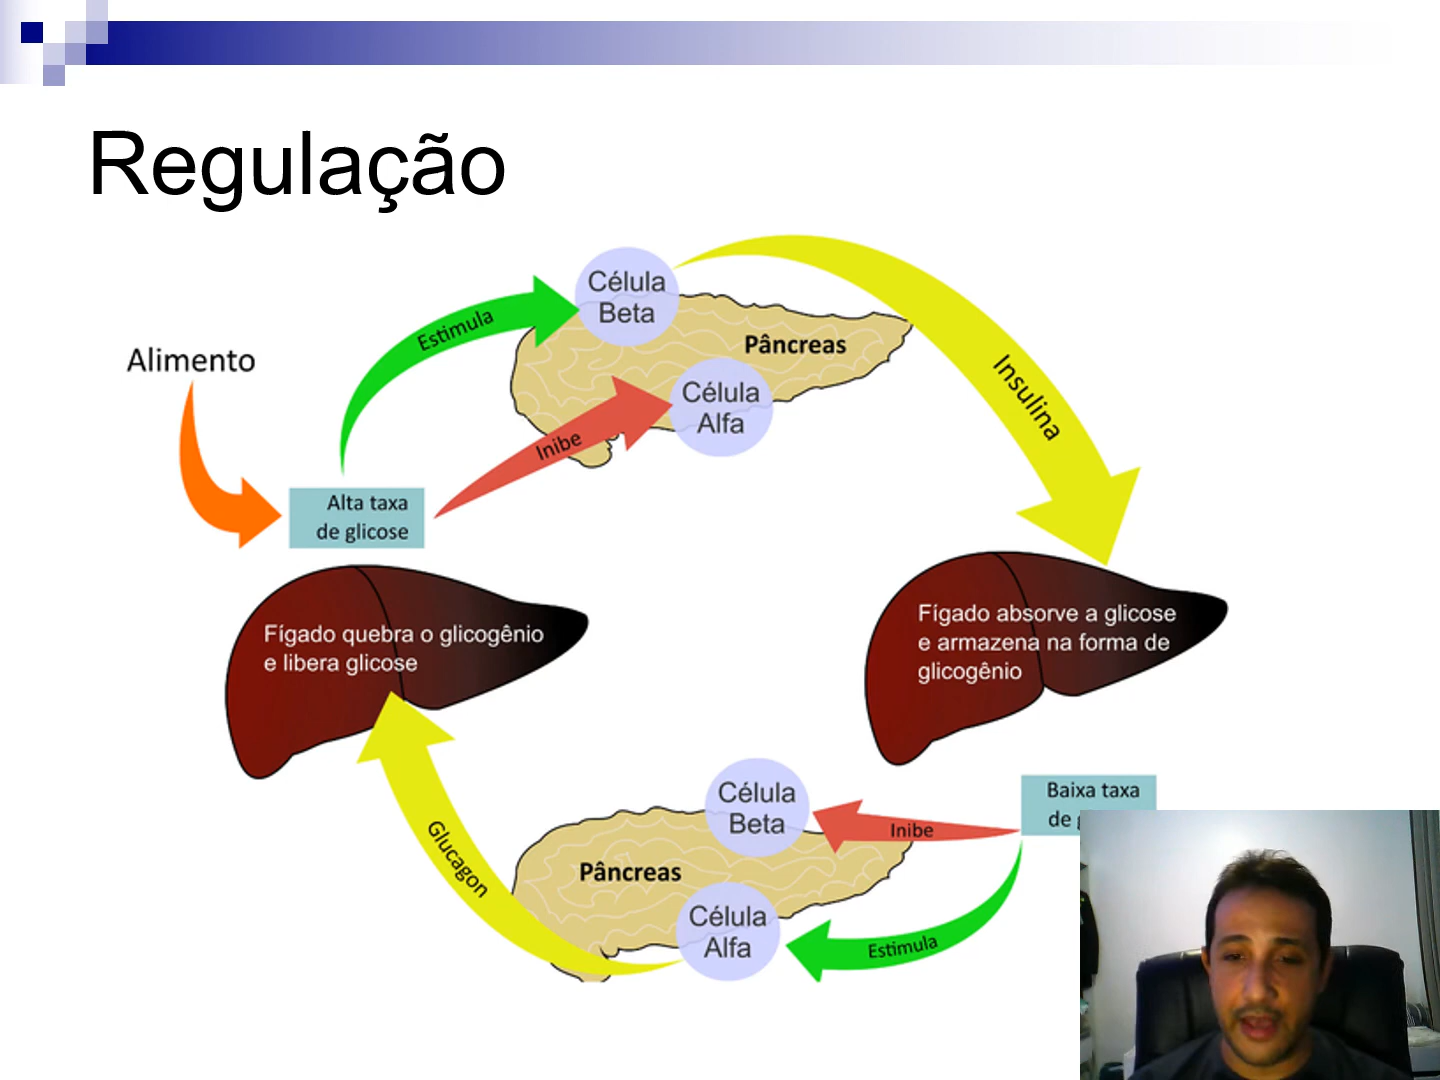 Regulação
Célula
Beta
Estimula
Pâncreas
Alimento
Célula
Alfa
Insulina
Inibe
Alta taxa
de glicose
Fígado quebra o glicogênio
e libera glicose
Fígado absorve a glicose
e armazena na forma de
glicogênio
Célula
Beta
Baixa taxa
de
Inibe
Glucagon
Pâncreas
Célula
Alfa
Estimula